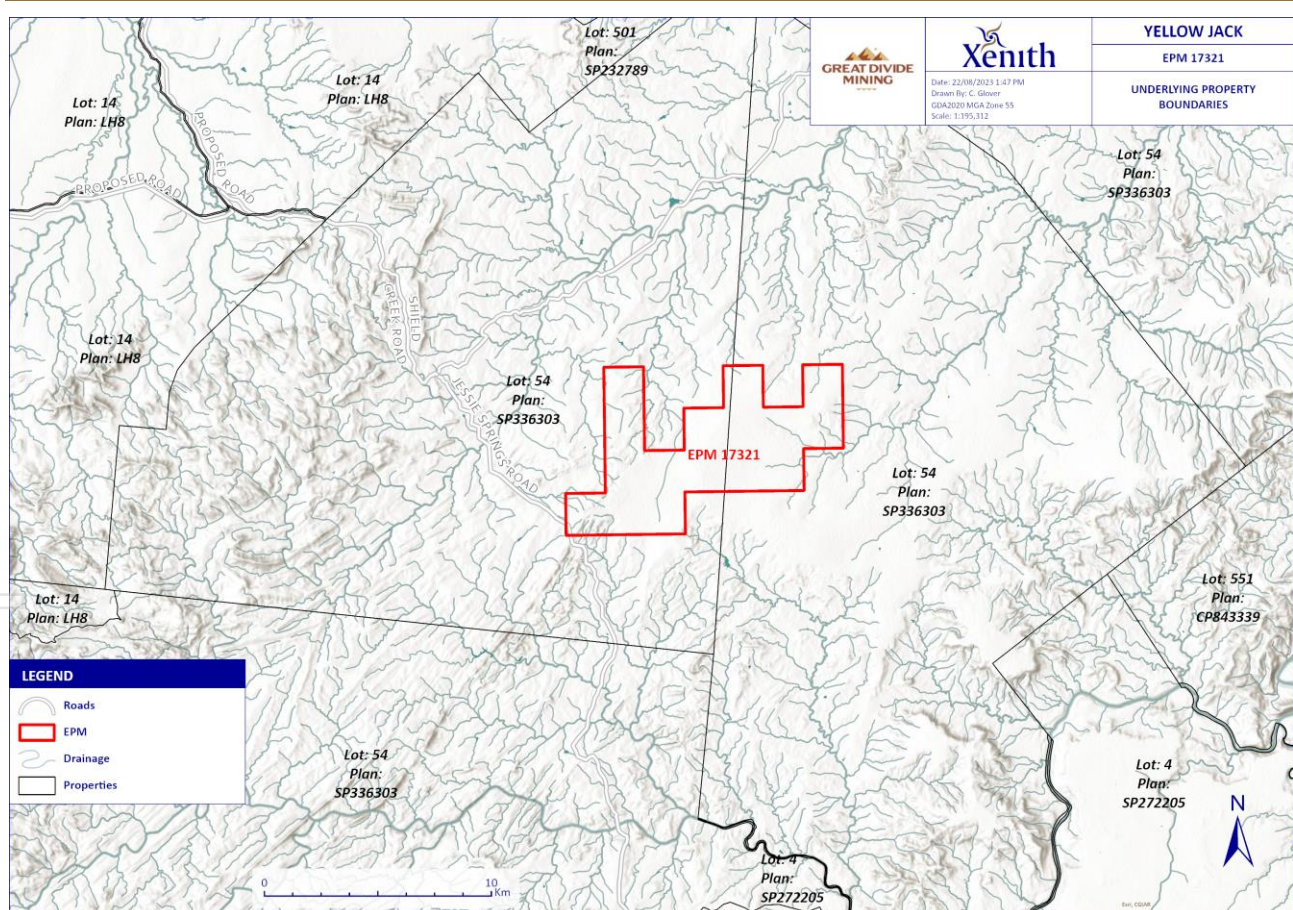 GREAT DIVIDE
MINING
Xenith
Date: 22/08/2023 1:47 PM
Drawn By: C. Glover
GDA2020 MGA Zone 55
Scale: 1:195,312
YELLOW JACK
EPM 17321
UNDERLYING PROPERTY
BOUNDARIES
Lot: 501
Plan:
SP232789
Lot: 14
Plan: LH8
Lot: 14
Plan: LH8
PROPOSED ROAD
PROPOSED ROAD
Lot: 54
Plan:
SP336303
Lot: 14
Plan: LH8
SHIELD
CREEK ROAD
JESSIE SPRINGS ROAD
Lot: 54
Plan:
SP336303
EPM 17321
Lot: 54
Plan:
SP336303
Lot: 551
Plan:
CP843339
Lot: 14
Plan: LH8
LEGEND
Roads
EPM
Drainage
Properties
Lot: 54
Plan:
SP336303
Lot: 4
Plan:
SP272205
N
Lot: 4
Plan:
SP272205
0
10
Km
Esri, CGIAR